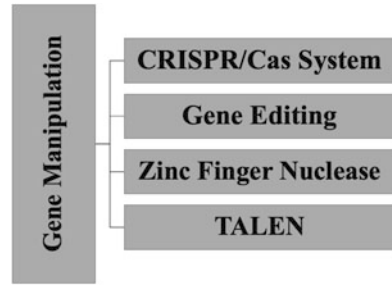 Gene Manipulation
CRISPR/Cas System
Gene Editing
Zinc Finger Nuclease
TALEN